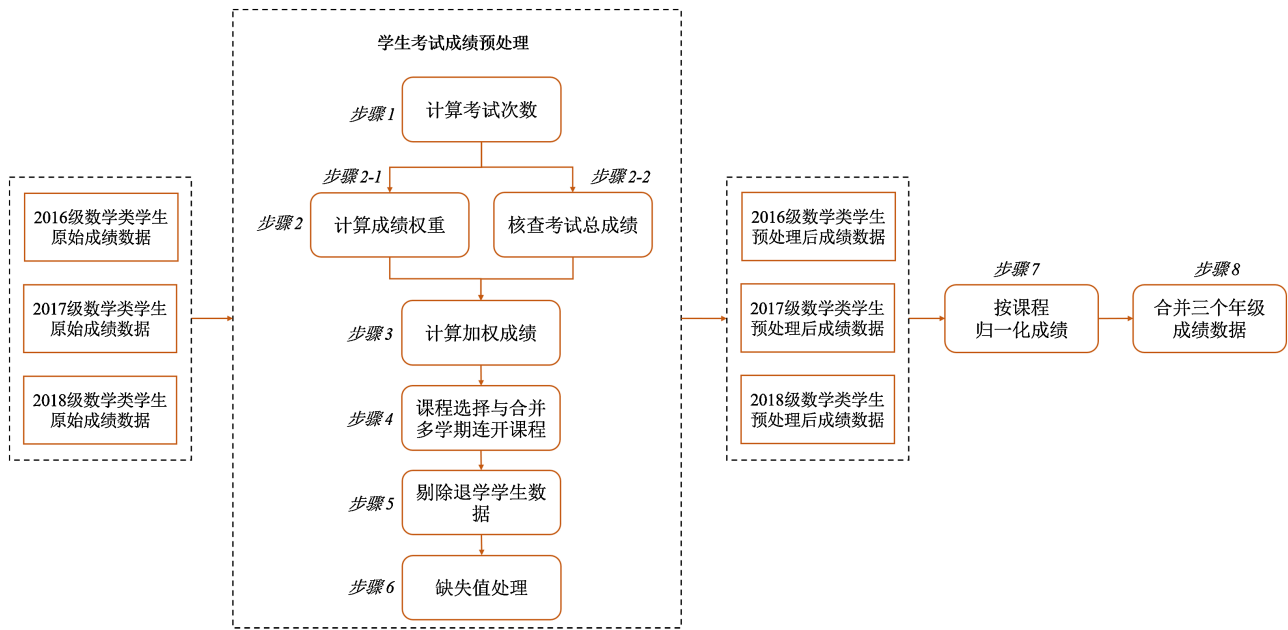 学生考试成绩预处理
步骤1
计算考试次数
步骤2-1
步骤2-2
步骤2
计算成绩权重
核查考试总成绩
步骤3
计算加权成绩
步骤4
课程选择与合并
多学期连开课程
步骤5
剔除退学学生数
据
步骤6
缺失值处理
2016级数学类学生
原始成绩数据
2017级数学类学生
原始成绩数据
2018级数学类学生
原始成绩数据
2016级数学类学生
预处理后成绩数据
2017级数学类学生
预处理后成绩数据
2018级数学类学生
预处理后成绩数据
步骤7
按课程
归一化成绩
步骤8
合并三个年级
成绩数据